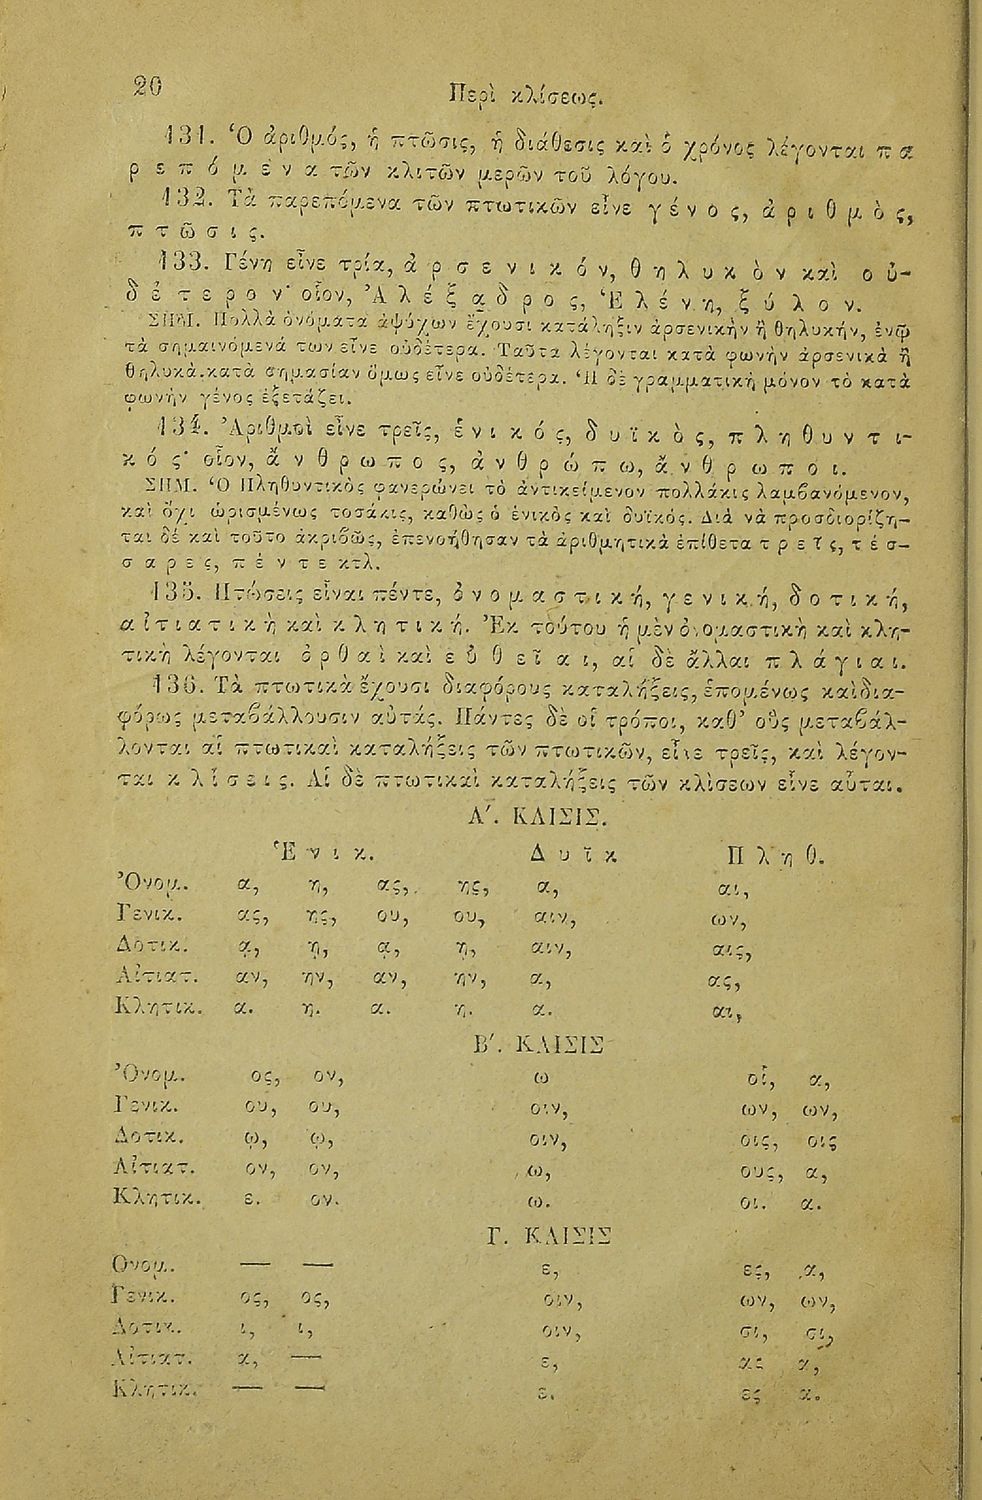 20
Περὶ κλίσεως.
131. Ὁ ἀριθμός, ἡ πτῶσις, ἡ διάθεσις καὶ ὁ χρόνος λέγονται π α
ρ ε π ό μ ε ν α τῶν κλιτῶν μερῶν τοῦ λόγου.
132. Τὰ παρεπόμενα τῶν πτωτικῶν εἶνε γ έ ν ο ς, ἀ ρ ι θ μ ὸ ς,
π τ ῶ σ ι ς.
133. Γένη εἶνε τρία, ἀ ρ σ ε ν ι κ ό ν, θ η λ υ κ ὸ ν καὶ ο ὐ-
δ έ τ ε ρ ο ν· οἷον, Ἀ λ έ ξ α δ ρ ο ς, Ἑ λ έ ν η, ξ ύ λ ο ν.
ΣΗΜ. Πολλὰ ὀνόματα ἀψύχων ἔχουσι κατάληξιν ἀρσενικὴν ἢ θηλυκήν, ἐνῷ
τὰ σημαινόμενά των εἶνε οὐδέτερα. Ταῦτα λέγονται κατὰ φωνὴν ἀρσενικὰ ἢ
θηλυκὰ.κατὰ σημασίαν ὅμως εἶνε οὐδέτερα. Ἡ δὲ γραμματικὴ μόνον τὸ κατὰ
φωνὴν γένος ἐξετάζει.
134. Ἀριθμοὶ εἶνε τρεῖς, ἑ ν ι κ ό ς, δ υ ϊ κ ὸ ς, π λ η θ υ ν τ ι-
κ ό ς· οἷον, ἄ ν θ ρ ω π ο ς, ἀ ν θ ρ ώ π ω, ἄ ν θ ρ ω π ο ι.
ΣΗΜ. Ὁ Πληθυντικὸς φανερώνει τὸ ἀντικείμενον πολλάκις λαμβανόμενον,
καὶ ὄχι ὡρισμένως τοσάκις, καθὼς ὁ ἑνικὸς καὶ δυϊκός. Διὰ νὰ προσδιορίζη-
ται δὲ καὶ τοῦτο ἀκριβῶς, ἐπενοήθησαν τὰ ἀριθμητικὰ ἐπίθετα τ ρ ε ῖ ς, τ έ σ-
σ α ρ ε ς, π έ ν τ ε κτλ.
135. Πτώσεις εἶναι πέντε, ὀ ν ο μ α σ τ ι κ ή, γ ε ν ι κ ή, δ ο τ ι κ ή,
α ἰ τ ι α τ ι κ ὴ καὶ κ λ η τ ι κ ή. Ἐκ τούτου ἡ μὲν ὀνομαστικὴ καὶ κλη-
τικὴ λέγονται ὀ ρ θ α ὶ καὶ ε ὐ θ ε ῖ α ι, αἱ δὲ ἄλλαι π λ ά γ ι αι.
136. Τὰ πτωτικὰ ἔχουσι διαφόρους καταλήξεις, ἑπομένως καὶ δια-
φόρως μεταβάλλουσιν αὐτάς. Πάντες δὲ οἱ τρόποι, καθ’ οὓς μεταβάλ-
λονται αἱ πτωτικαὶ καταλήξεις τῶν πτωτικῶν, εἶνε τρεῖς, καὶ λέγον-
ται κ λ ί σ ε ι ς. Αἱ δὲ πτωτικαὶ καταλήξεις τῶν κλίσεων εἶνε αὗται.
Α΄. ΚΛΙΣΙΣ.
Ἑ ν ι κ. Δ υ ϊ κ Π λ η θ.
Ὀνομ. α, η, ας, ης, α, αι,
Γενικ. ας, ης, ου, ου, αιν, ων,
Δοτικ. ᾳ, ῃ, ᾳ, ῃ, αιν, αις,
Αἰτιατ. αν, ην, αν, ην, α, ας,
Κλητικ. α. η. α. η. α. αι,
Β΄. ΚΛΙΣΙΣ
Ὀνομ. ος, ον, ω οἱ, α,
Γενικ. ου, ου, οιν, ων, ων,
Δοτικ. ῳ, ῳ, οιν, οις, οις
Αἰτιατ. ον, ον, ω, ους, α,
Κλητικ. ε. ον. ω. οι. α.
Γ. ΚΛΙΣΙΣ
Ονομ. — — ε, ες, α,
Γενικ. ος, ος, οιν, ων, ων,
Δοτικ. ι, ι, οιν, σι, σι,
Αἰτιατ. α, — ε, ας α,
Κλητικ. — — ε. ες α.